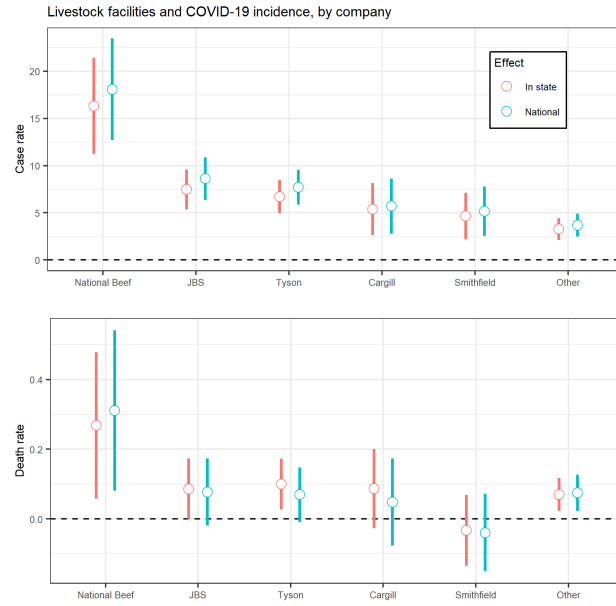 Livestock facilities and COVID-19 incidence, by company
Case rate
20
15
10
5
0
Effect
In state
National
National Beef JBS Tyson Cargill Smithfield Other
Death rate
0.4
0.2
0.0
National Beef JBS Tyson Cargill Smithfield Other